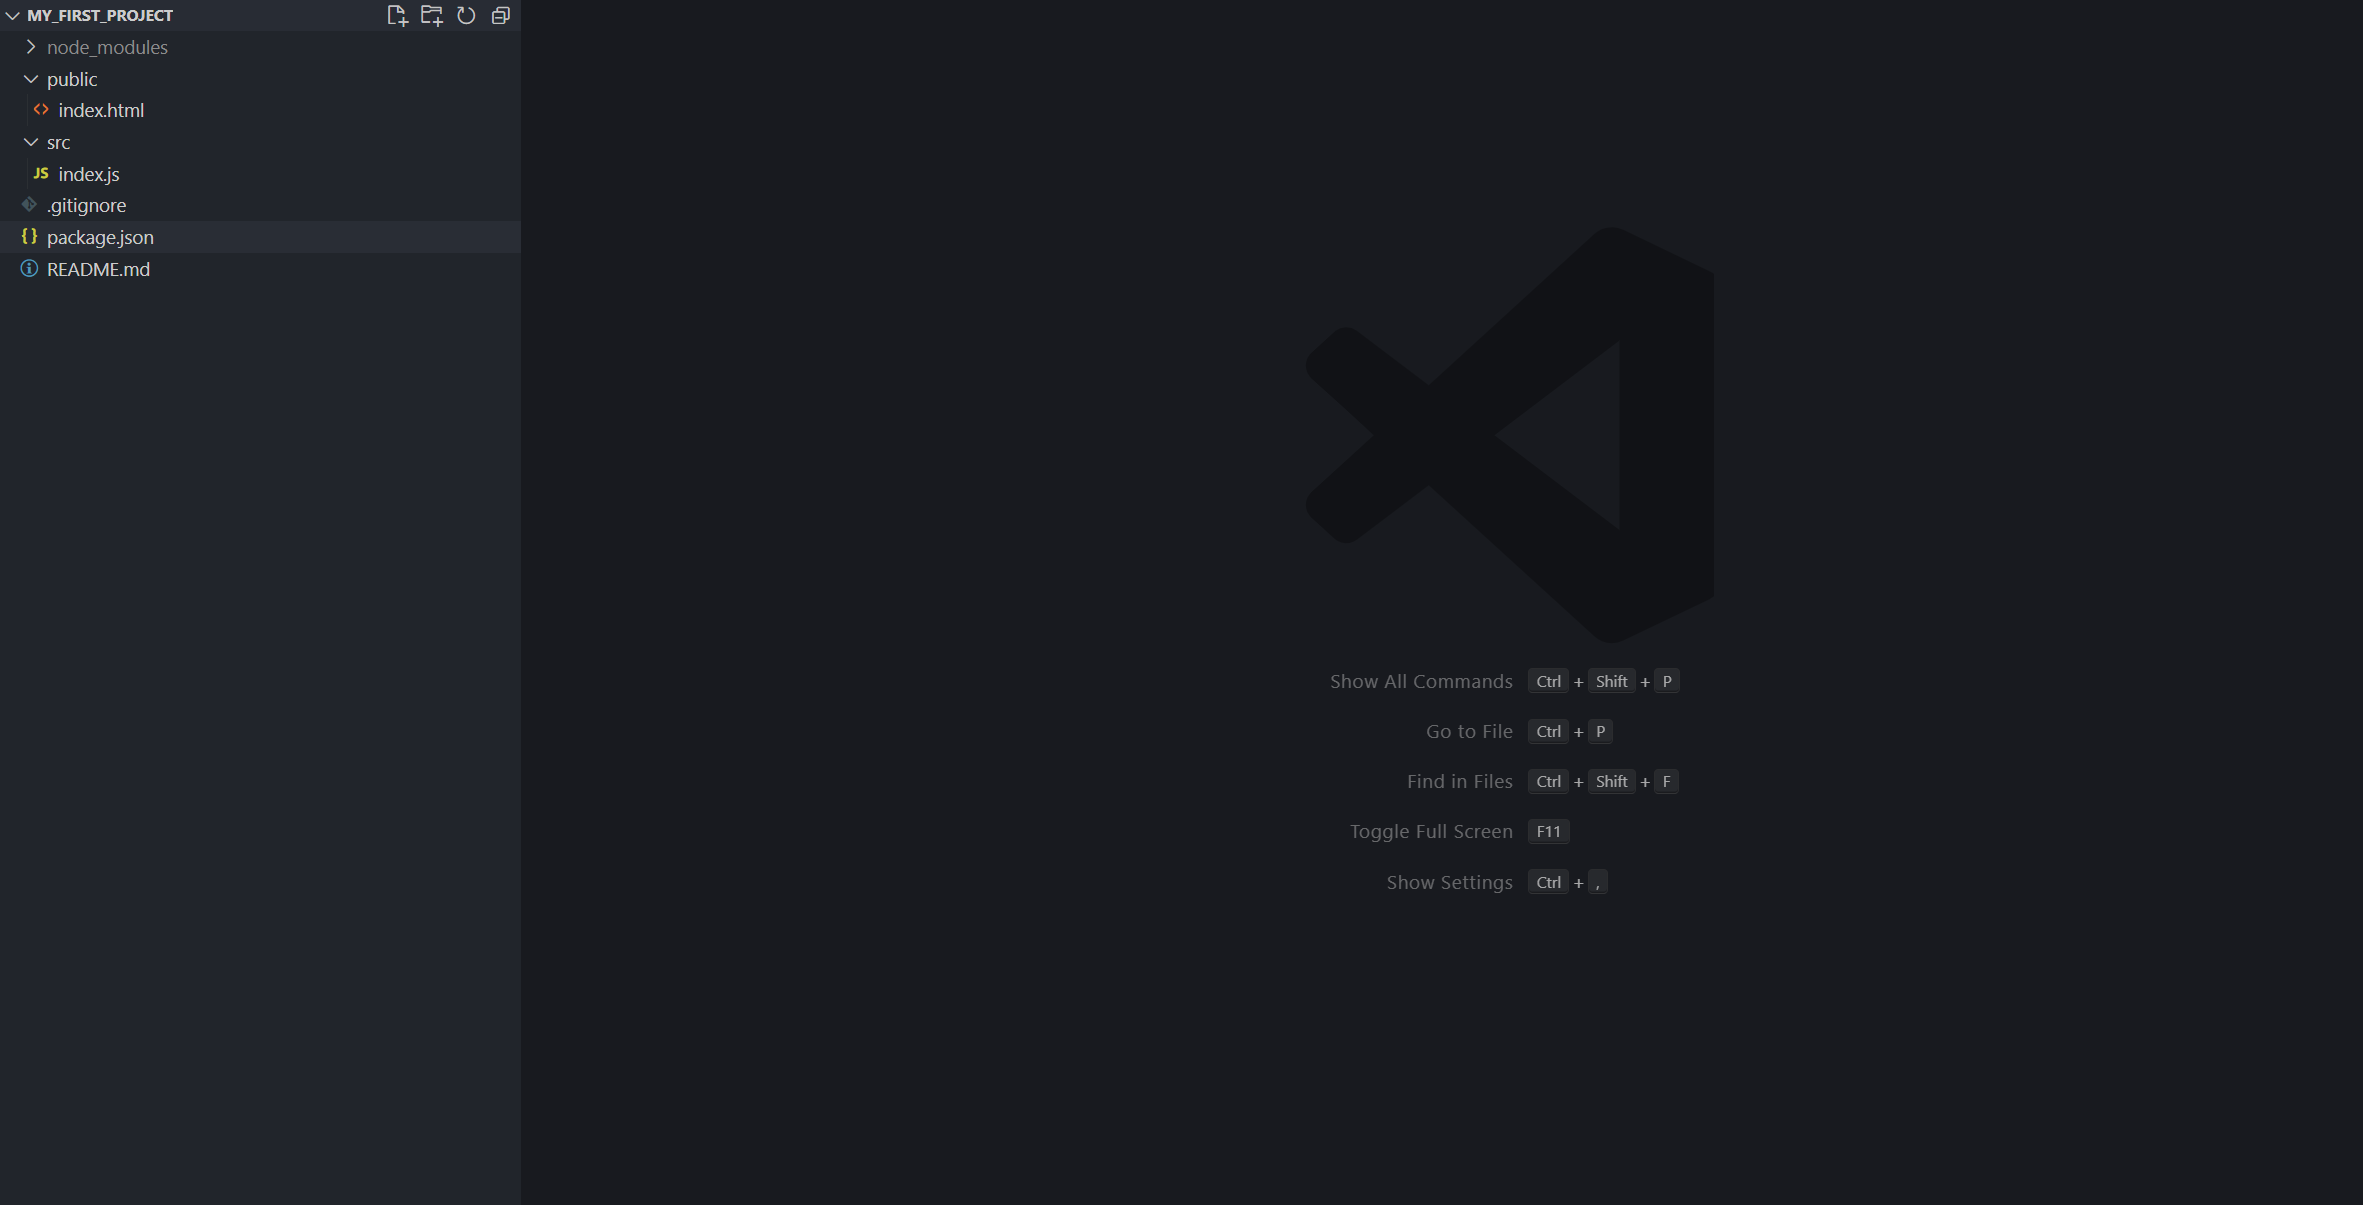 MY_FIRST_PROJECT
node_modules
public
<> index.html
src
JS index.js
.gitignore
{} package.json
README.md
Show All Commands Ctrl + Shift + P
Go to File Ctrl + P
Find in Files Ctrl + Shift + F
Toggle Full Screen F11
Show Settings Ctrl + ,